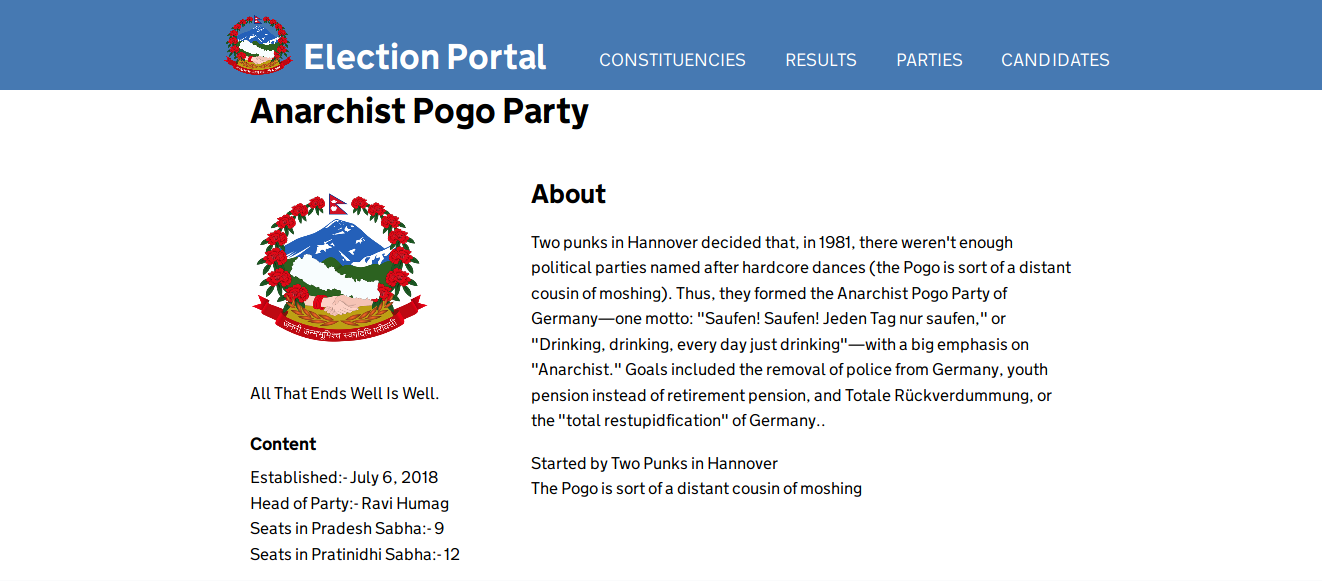 Election Portal
CONSTITUENCIES
RESULTS
PARTIES
CANDIDATES
Anarchist Pogo Party
All That Ends Well Is Well.
Content
Established:- July 6, 2018
Head of Party:- Ravi Humag
Seats in Pradesh Sabha:- 9
Seats in Pratinidhi Sabha:- 12
About
Two punks in Hannover decided that, in 1981, there weren't enough
political parties named after hardcore dances (the Pogo is sort of a distant
cousin of moshing). Thus, they formed the Anarchist Pogo Party of
Germany—one motto: "Saufen! Saufen! Jeden Tag nur saufen," or
"Drinking, drinking, every day just drinking"—with a big emphasis on
"Anarchist." Goals included the removal of police from Germany, youth
pension instead of retirement pension, and Totale Rückverdummung, or
the "total restupidfication" of Germany..
Started by Two Punks in Hannover
The Pogo is sort of a distant cousin of moshing